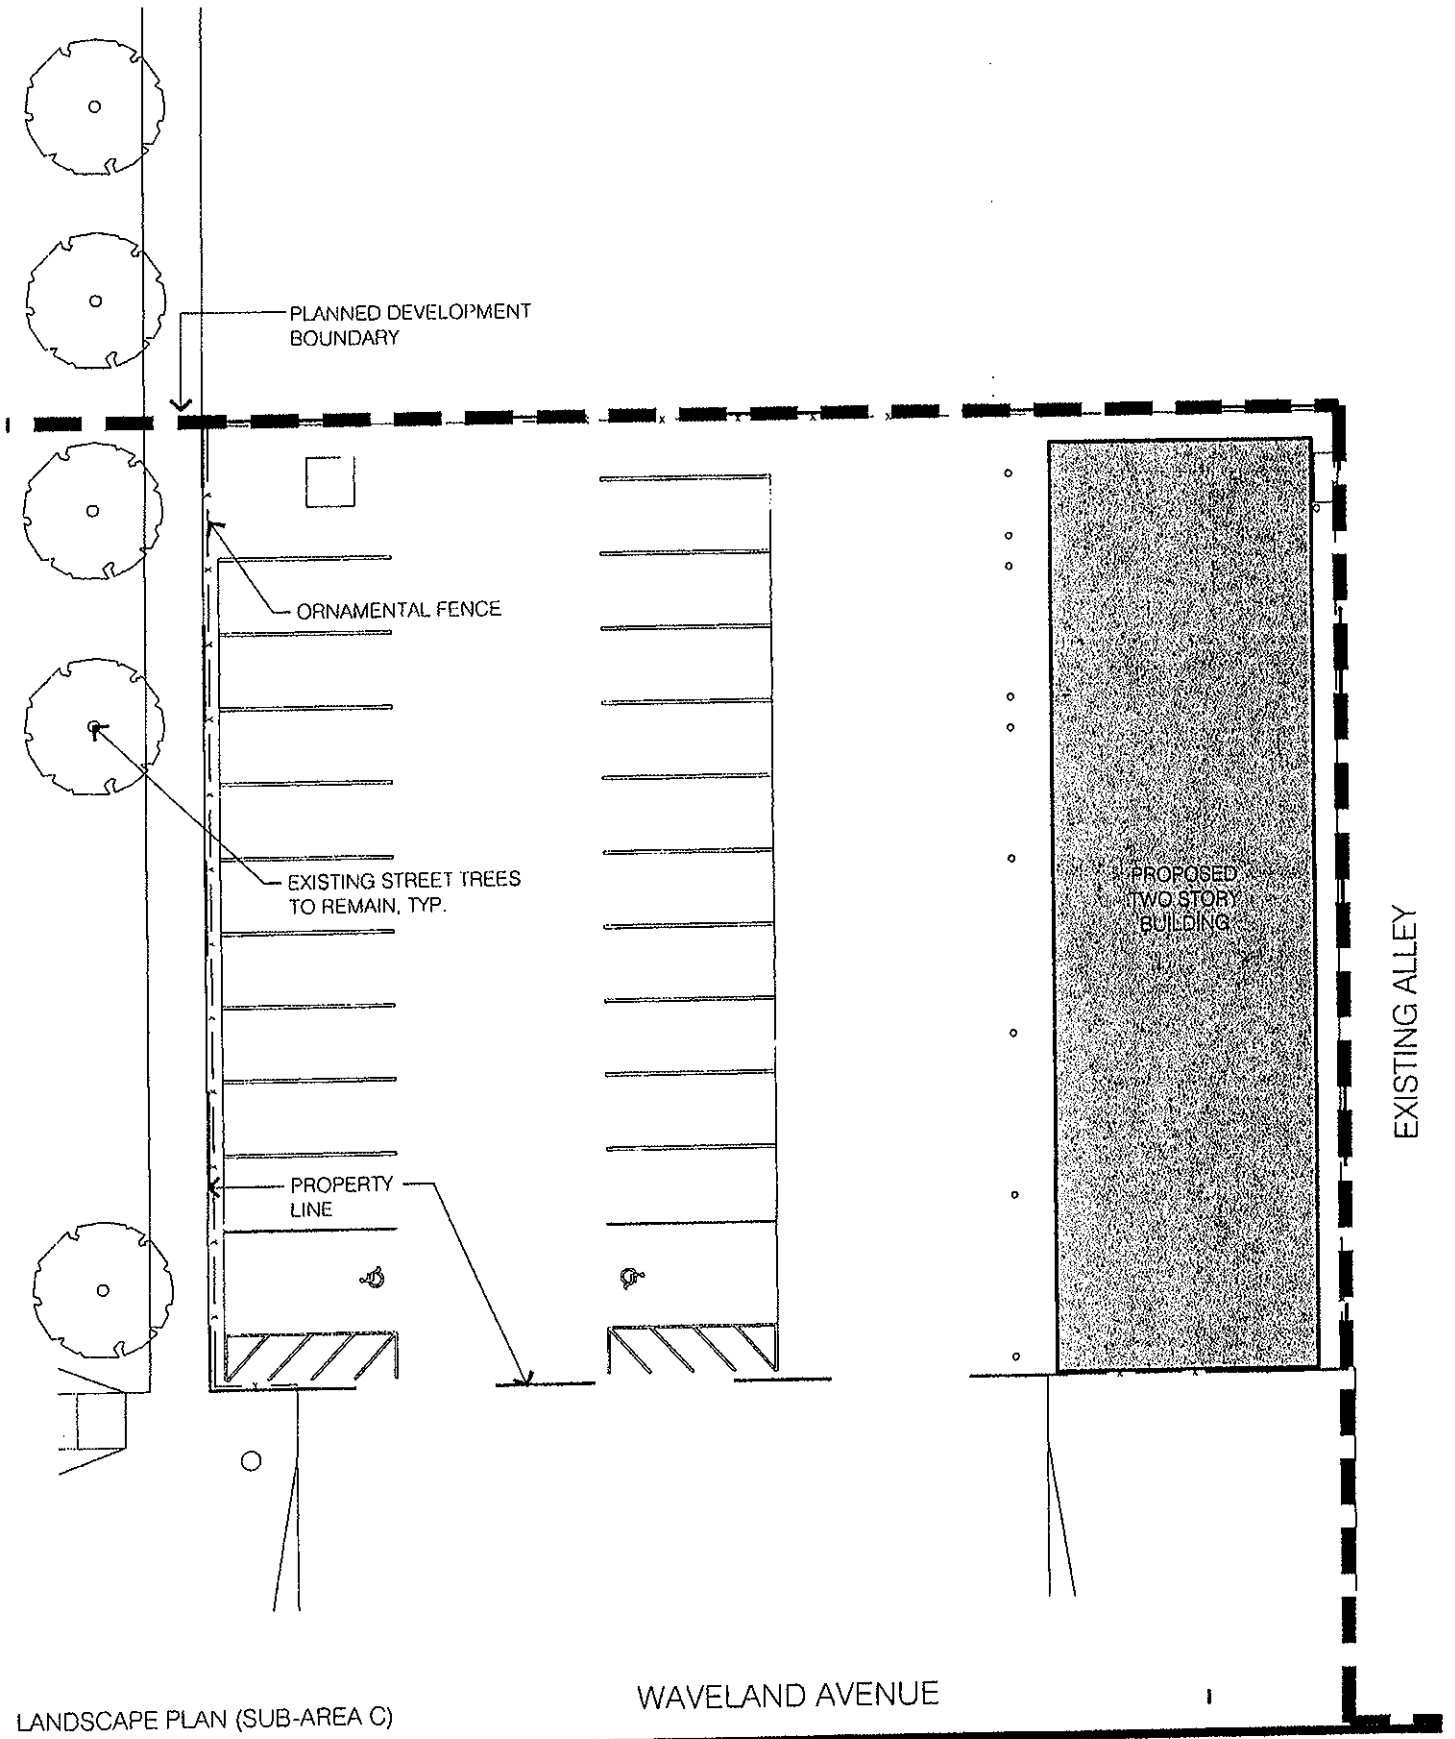 PLANNED DEVELOPMENT
BOUNDARY
ORNAMENTAL FENCE
EXISTING STREET TREES
TO REMAIN, TYP.
PROPOSED
TWO STORY
BUILDING
EXISTING ALLEY
PROPERTY
LINE
WAVELAND AVENUE
LANDSCAPE PLAN (SUB-AREA C)